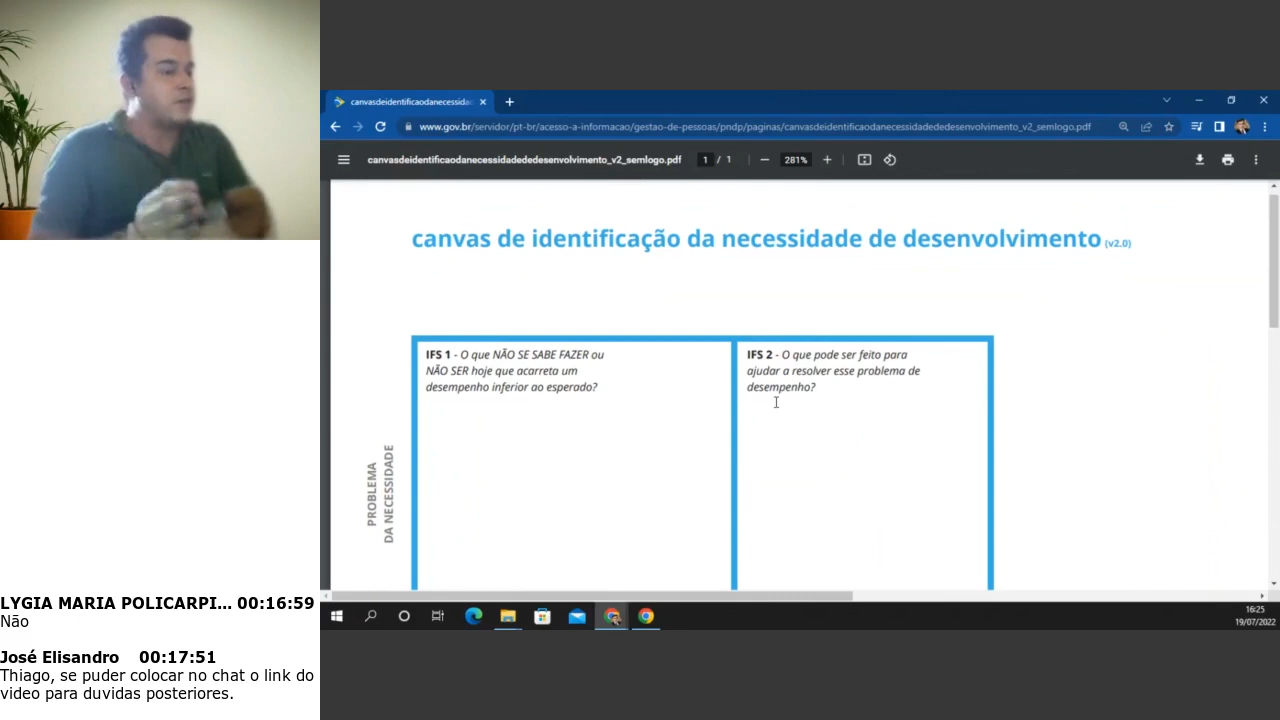 canvasdeidentificaodanecessida
www.gov.br/servidor/pt-br/acesso-a-informacao/gestao-de-pessoas/pndp/paginas/canvasdeidentificaodanecessidadededesenvolvimento_v2_semlogo.pdf
canvasdeidentificaodanecessidadededesenvolvimento_v2_semlogo.pdf
1 / 1
281%
canvas de identificação da necessidade de desenvolvimento (v2.0)
IFS 1 - O que NÃO SE SABE FAZER ou
NÃO SER hoje que acarreta um
desempenho inferior ao esperado?
IFS 2 - O que pode ser feito para
ajudar a resolver esse problema de
desempenho?
PROBLEMA
DA NECESSIDADE
LYGIA MARIA POLICARPI... 00:16:59
Não
José Elisandro 00:17:51
Thiago, se puder colocar no chat o link do
video para duvidas posteriores.
16:25
19/07/2022